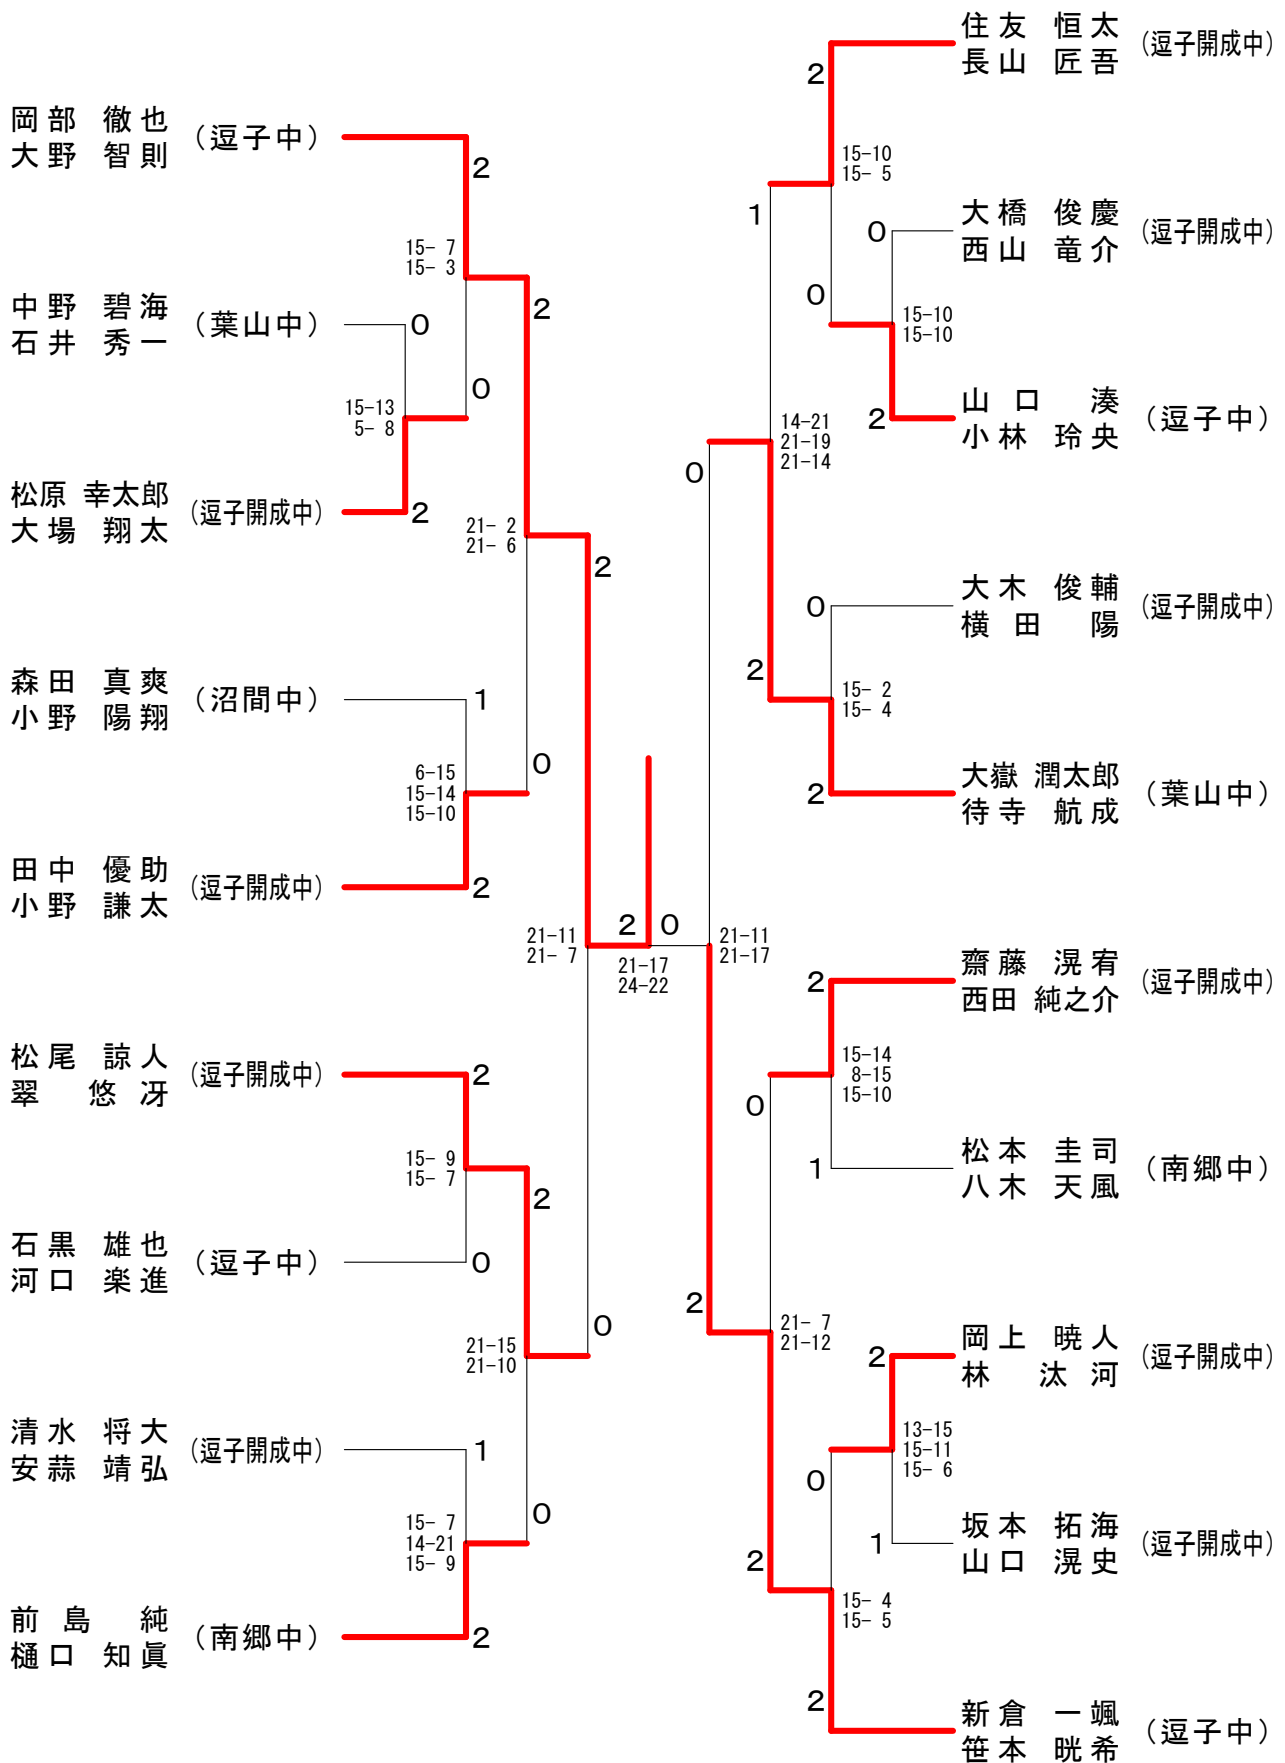 岡部 徹也
大野 智則
(逗子中)
2
15- 7
15- 3
2
中野 碧海
石井 秀一
(葉山中)
0
0
15-13
5- 8
松原 幸太郎
大場 翔太
(逗子開成中)
2
21- 2
21- 6
2
森田 真爽
小野 陽翔
(沼間中)
1
0
6-15
15-14
15-10
田中 優助
小野 謙太
(逗子開成中)
2
21-11
21- 7
2
0
21-17
24-22
松尾 諒人
翠 悠冴
(逗子開成中)
2
15- 9
15- 7
2
石黒 雄也
河口 楽進
(逗子中)
0
0
21-15
21-10
清水 将大
安蒜 靖弘
(逗子開成中)
1
0
15- 7
14-21
15- 9
前島 純
樋口 知眞
(南郷中)
2
住友 恒太
長山 匠吾
(逗子開成中)
2
15-10
15- 5
1
大橋 俊慶
西山 竜介
(逗子開成中)
0
0
15-10
15-10
山口 湊
小林 玲央
(逗子中)
2
14-21
21-19
21-14
0
大木 俊輔
横田 陽
(逗子開成中)
0
2
15- 2
15- 4
大嶽 潤太郎
待寺 航成
(葉山中)
2
21-11
21-17
齋藤 滉宥
西田 純之介
(逗子開成中)
2
15-14
8-15
15-10
0
松本 圭司
八木 天風
(南郷中)
1
2
21- 7
21-12
岡上 暁人
林 汰河
(逗子開成中)
2
13-15
15-11
15- 6
0
坂本 拓海
山口 滉史
(逗子開成中)
1
2
15- 4
15- 5
新倉 一颯
笹本 晄希
(逗子中)
2